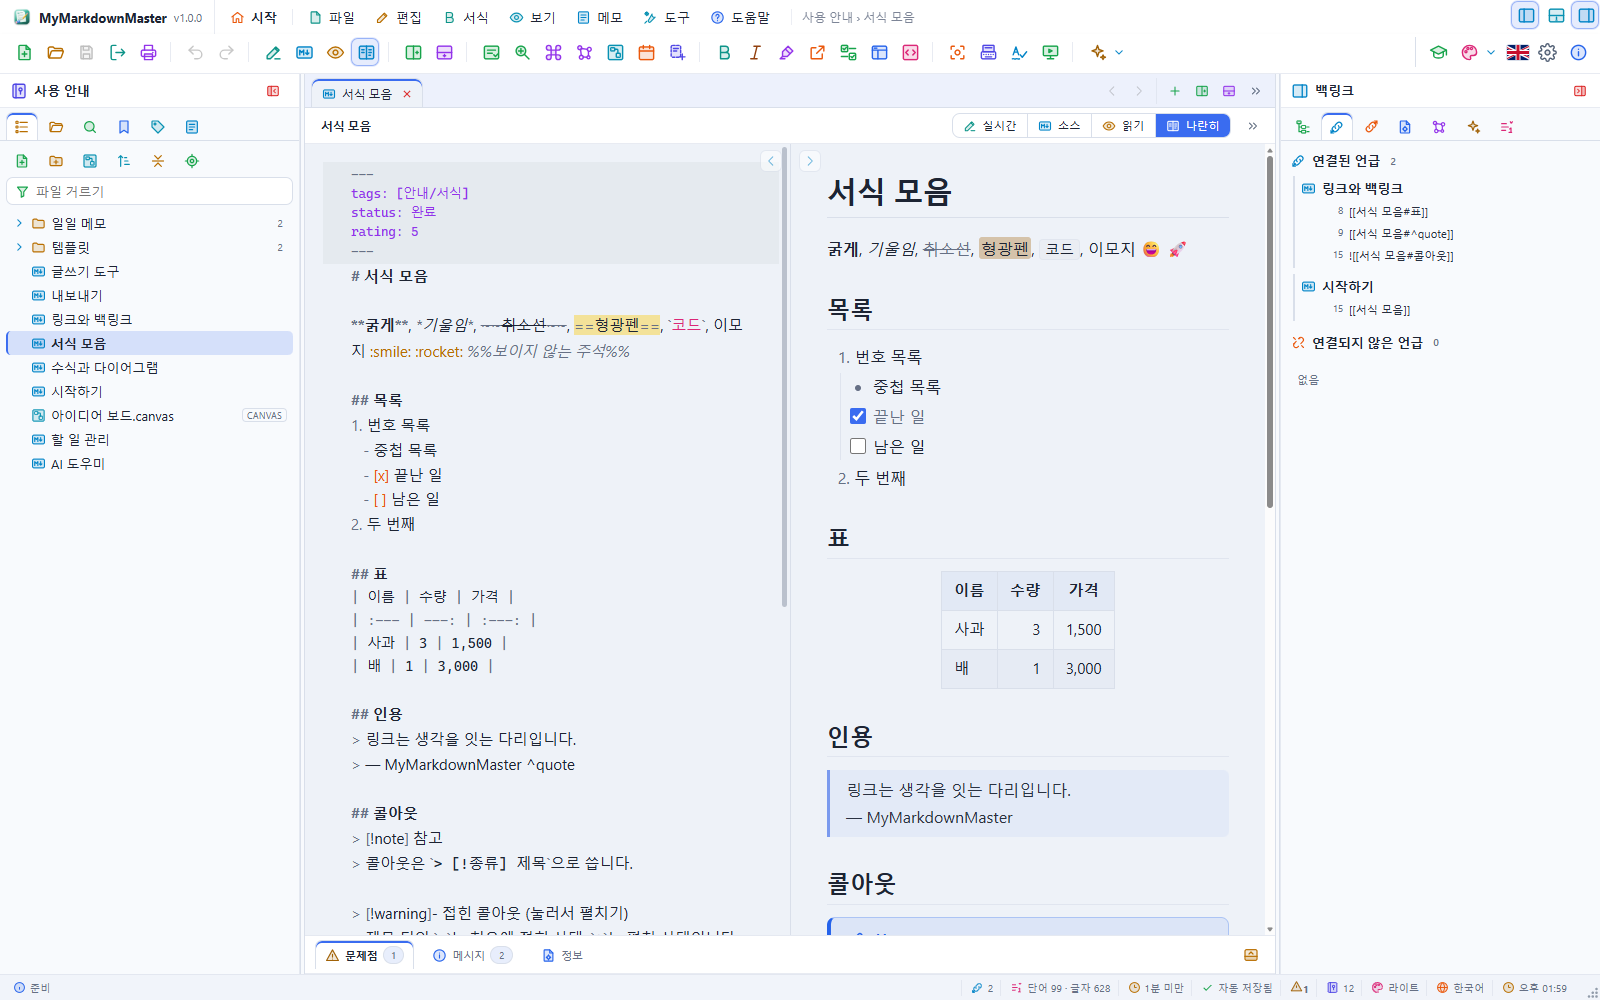 MyMarkdownMaster v1.0.0 시작 파일 편집 서식 보기 메모 도구 도움말 사용 안내 › 서식 모음
사용 안내
파일 거르기
일일 메모 2
템플릿 2
글쓰기 도구
내보내기
링크와 백링크
서식 모음
수식과 다이어그램
시작하기
아이디어 보드.canvas CANVAS
할 일 관리
AI 도우미
서식 모음
서식 모음
실시간 소스 읽기 나란히
---
tags: [안내/서식]
status: 완료
rating: 5
---
# 서식 모음
**굵게**, *기울임*, ~~취소선~~, ==형광펜==, `코드`, 이모
지 :smile: :rocket: %%보이지 않는 주석%%
## 목록
1. 번호 목록
- 중첩 목록
- [x] 끝난 일
- [ ] 남은 일
2. 두 번째
## 표
| 이름 | 수량 | 가격 |
| :--- | ---: | :---: |
| 사과 | 3 | 1,500 |
| 배 | 1 | 3,000 |
## 인용
> 링크는 생각을 잇는 다리입니다.
> — MyMarkdownMaster ^quote
## 콜아웃
> [!note] 참고
> 콜아웃은 `> [!종류] 제목`으로 씁니다.
> [!warning]- 접힌 콜아웃 (눌러서 펼치기)
서식 모음
굵게, 기울임, 취소선, 형광펜, 코드, 이모지 😄 🚀
목록
1. 번호 목록
• 중첩 목록
끝난 일
남은 일
2. 두 번째
표
이름 수량 가격
사과 3 1,500
배 1 3,000
인용
링크는 생각을 잇는 다리입니다.
— MyMarkdownMaster
콜아웃
백링크
연결된 언급 2
링크와 백링크
8 [[서식 모음#표]]
9 [[서식 모음#^quote]]
15 ![[서식 모음#콜아웃]]
시작하기
15 [[서식 모음]]
연결되지 않은 언급 0
없음
문제점 1 메시지 2 정보
준비 2 단어 99 · 글자 628 1분 미만 자동 저장됨 1 12 라이트 한국어 오후 01:59